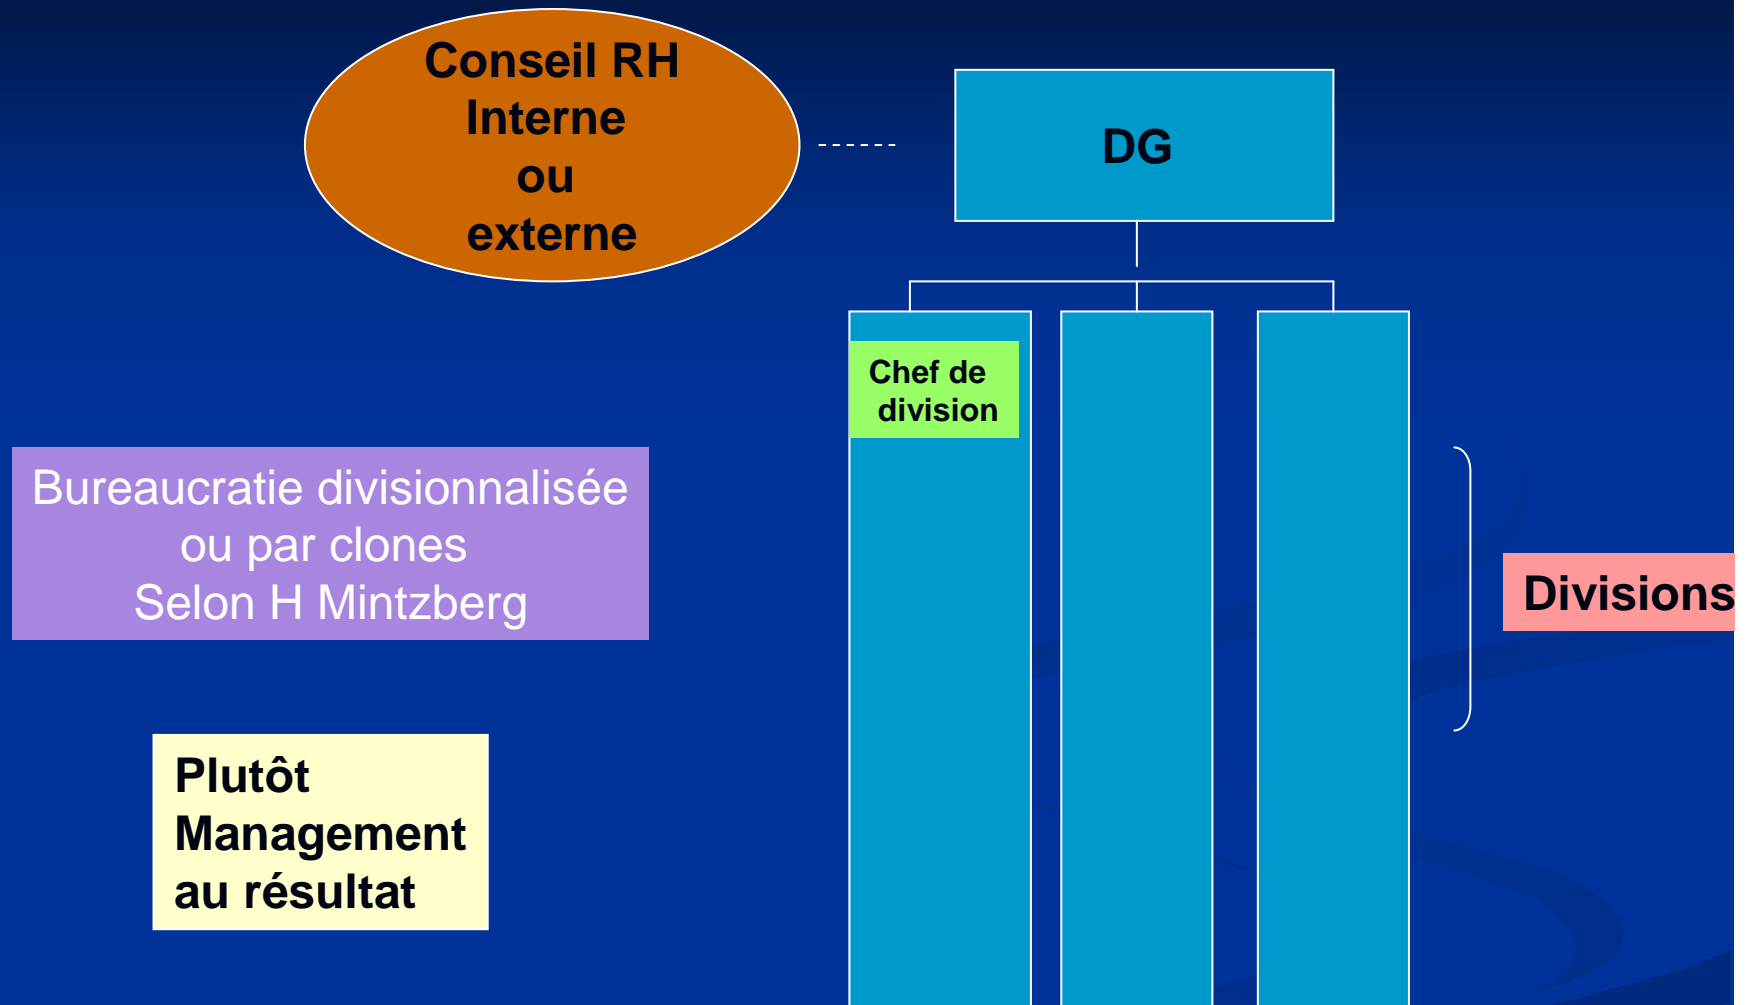 Conseil RH
Interne
ou
externe
DG
Chef de
division
Bureaucratie divisionnalisée
ou par clones
Selon H Mintzberg
Divisions
Plutôt
Management
au résultat